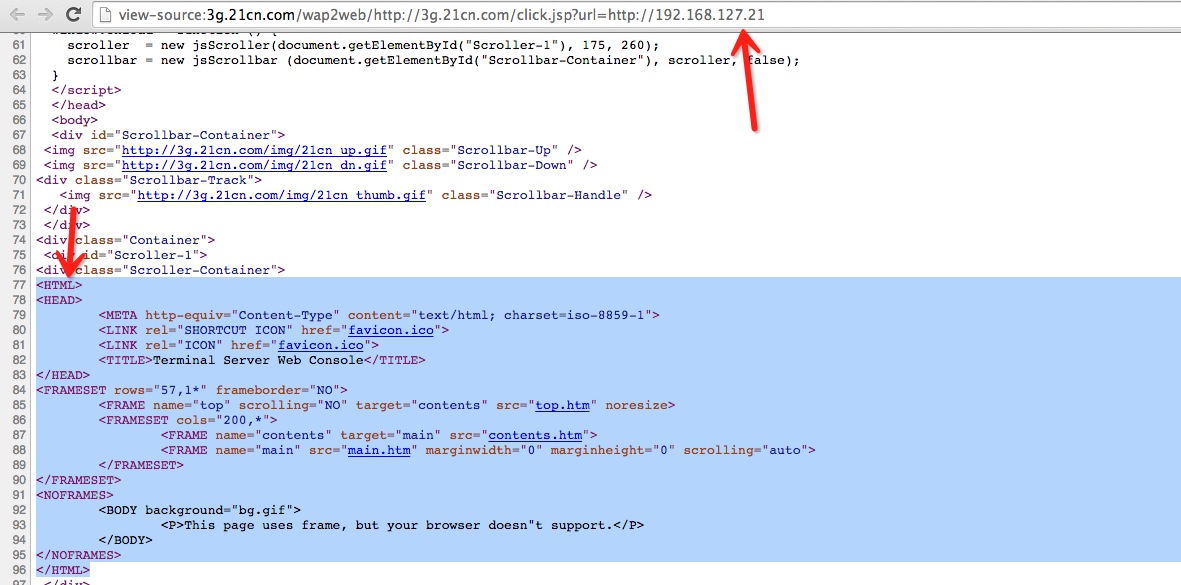 view-source:3g.21cn.com/wap2web/http://3g.21cn.com/click.jsp?url=http://192.168.127.21
61 scroller = new jsScroller(document.getElementById("Scroller-1"), 175, 260);
62 scrollbar = new jsScrollbar (document.getElementById("Scrollbar-Container"), scroller, false);
63 }
64 </script>
65 </head>
66 <body>
67 <div id="Scrollbar-Container">
68 <img src="http://3g.21cn.com/img/21cn_up.gif" class="Scrollbar-Up" />
69 <img src="http://3g.21cn.com/img/21cn_dn.gif" class="Scrollbar-Down" />
70 <div class="Scrollbar-Track">
71 <img src="http://3g.21cn.com/img/21cn_thumb.gif" class="Scrollbar-Handle" />
72 </div>
73 </div>
74 <div class="Container">
75 <div id="Scroller-1">
76 <div class="Scroller-Container">
77 <HTML>
78 <HEAD>
79 <META http-equiv="Content-Type" content="text/html; charset=iso-8859-1">
80 <LINK rel="SHORTCUT ICON" href="favicon.ico">
81 <LINK rel="ICON" href="favicon.ico">
82 <TITLE>Terminal Server Web Console</TITLE>
83 </HEAD>
84 <FRAMESET rows="57,1*" frameborder="NO">
85 <FRAME name="top" scrolling="NO" target="contents" src="top.htm" noresize>
86 <FRAMESET cols="200,*">
87 <FRAME name="contents" target="main" src="contents.htm">
88 <FRAME name="main" src="main.htm" marginwidth="0" marginheight="0" scrolling="auto">
89 </FRAMESET>
90 </FRAMESET>
91 <NOFRAMES>
92 <BODY background="bg.gif">
93 <P>This page uses frame, but your browser doesn"t support.</P>
94 </BODY>
95 </NOFRAMES>
96 </HTML>
97 </div>